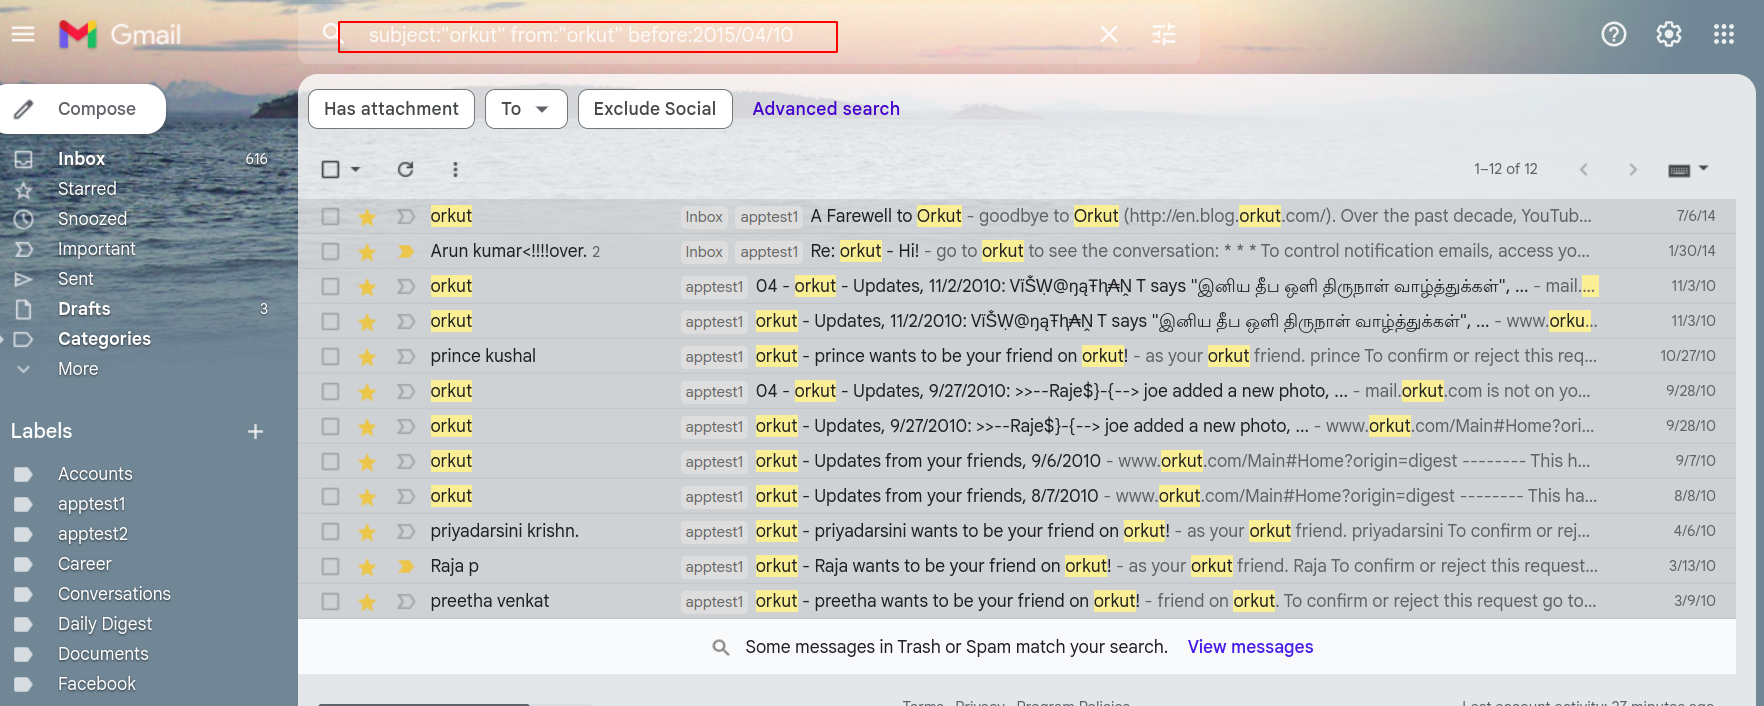 Gmail
subject:"orkut" from:"orkut" before:2015/04/10
Compose
Has attachment To Exclude Social Advanced search
Inbox 616
Starred
Snoozed
Important
Sent
Drafts 3
Categories
More
Labels
Accounts
apptest1
apptest2
Career
Conversations
Daily Digest
Documents
Facebook
1–12 of 12
orkut Inbox apptest1 A Farewell to Orkut - goodbye to Orkut (http://en.blog.orkut.com/). Over the past decade, YouTub... 7/6/14
Arun kumar<!!!!over. 2 Inbox apptest1 Re: orkut - Hi! - go to orkut to see the conversation: * * * To control notification emails, access yo... 1/30/14
orkut apptest1 04 - orkut - Updates, 11/2/2010: T says "இனிய தீப ஒளி திருநாள் வாழ்த்துக்கள்", ... - mail.... 11/3/10
orkut apptest1 orkut - Updates, 11/2/2010: T says "இனிய தீப ஒளி திருநாள் வாழ்த்துக்கள்", ... - www.orku... 11/3/10
prince kushal apptest1 orkut - prince wants to be your friend on orkut! - as your orkut friend. prince To confirm or reject this req... 10/27/10
orkut apptest1 04 - orkut - Updates, 9/27/2010: >>--Raje$}-{--> joe added a new photo, ... - mail.orkut.com is not on yo... 9/28/10
orkut apptest1 orkut - Updates, 9/27/2010: >>--Raje$}-{--> joe added a new photo, ... - www.orkut.com/Main#Home?ori... 9/28/10
orkut apptest1 orkut - Updates from your friends, 9/6/2010 - www.orkut.com/Main#Home?origin=digest -------- This h... 9/7/10
orkut apptest1 orkut - Updates from your friends, 8/7/2010 - www.orkut.com/Main#Home?origin=digest -------- This ha... 8/8/10
priyadarsini krishn. apptest1 orkut - priyadarsini wants to be your friend on orkut! - as your orkut friend. priyadarsini To confirm or rej... 4/6/10
Raja p apptest1 orkut - Raja wants to be your friend on orkut! - as your orkut friend. Raja To confirm or reject this request... 3/13/10
preetha venkat apptest1 orkut - preetha wants to be your friend on orkut! - friend on orkut. To confirm or reject this request go to... 3/9/10
Some messages in Trash or Spam match your search. View messages
Terms · Privacy · Program Policies Last account activity: 27 minutes ago